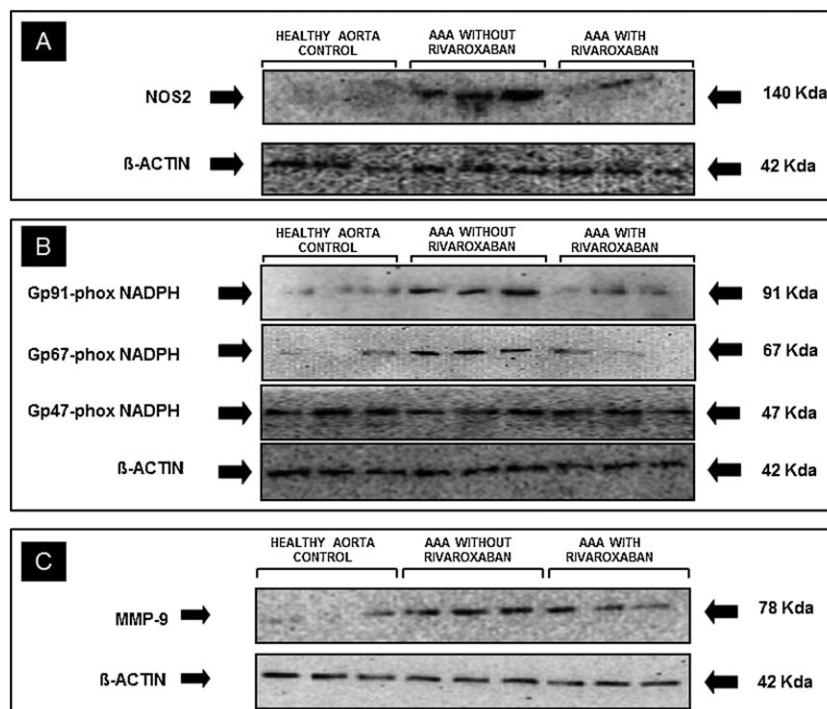 A
HEALTHY AORTA CONTROL
AAA WITHOUT RIVAROXABAN
AAA WITH RIVAROXABAN
NOS2 140 Kda
ß-ACTIN 42 Kda
B
HEALTHY AORTA CONTROL
AAA WITHOUT RIVAROXABAN
AAA WITH RIVAROXABAN
Gp91-phox NADPH 91 Kda
Gp67-phox NADPH 67 Kda
Gp47-phox NADPH 47 Kda
ß-ACTIN 42 Kda
C
HEALTHY AORTA CONTROL
AAA WITHOUT RIVAROXABAN
AAA WITH RIVAROXABAN
MMP-9 78 Kda
ß-ACTIN 42 Kda